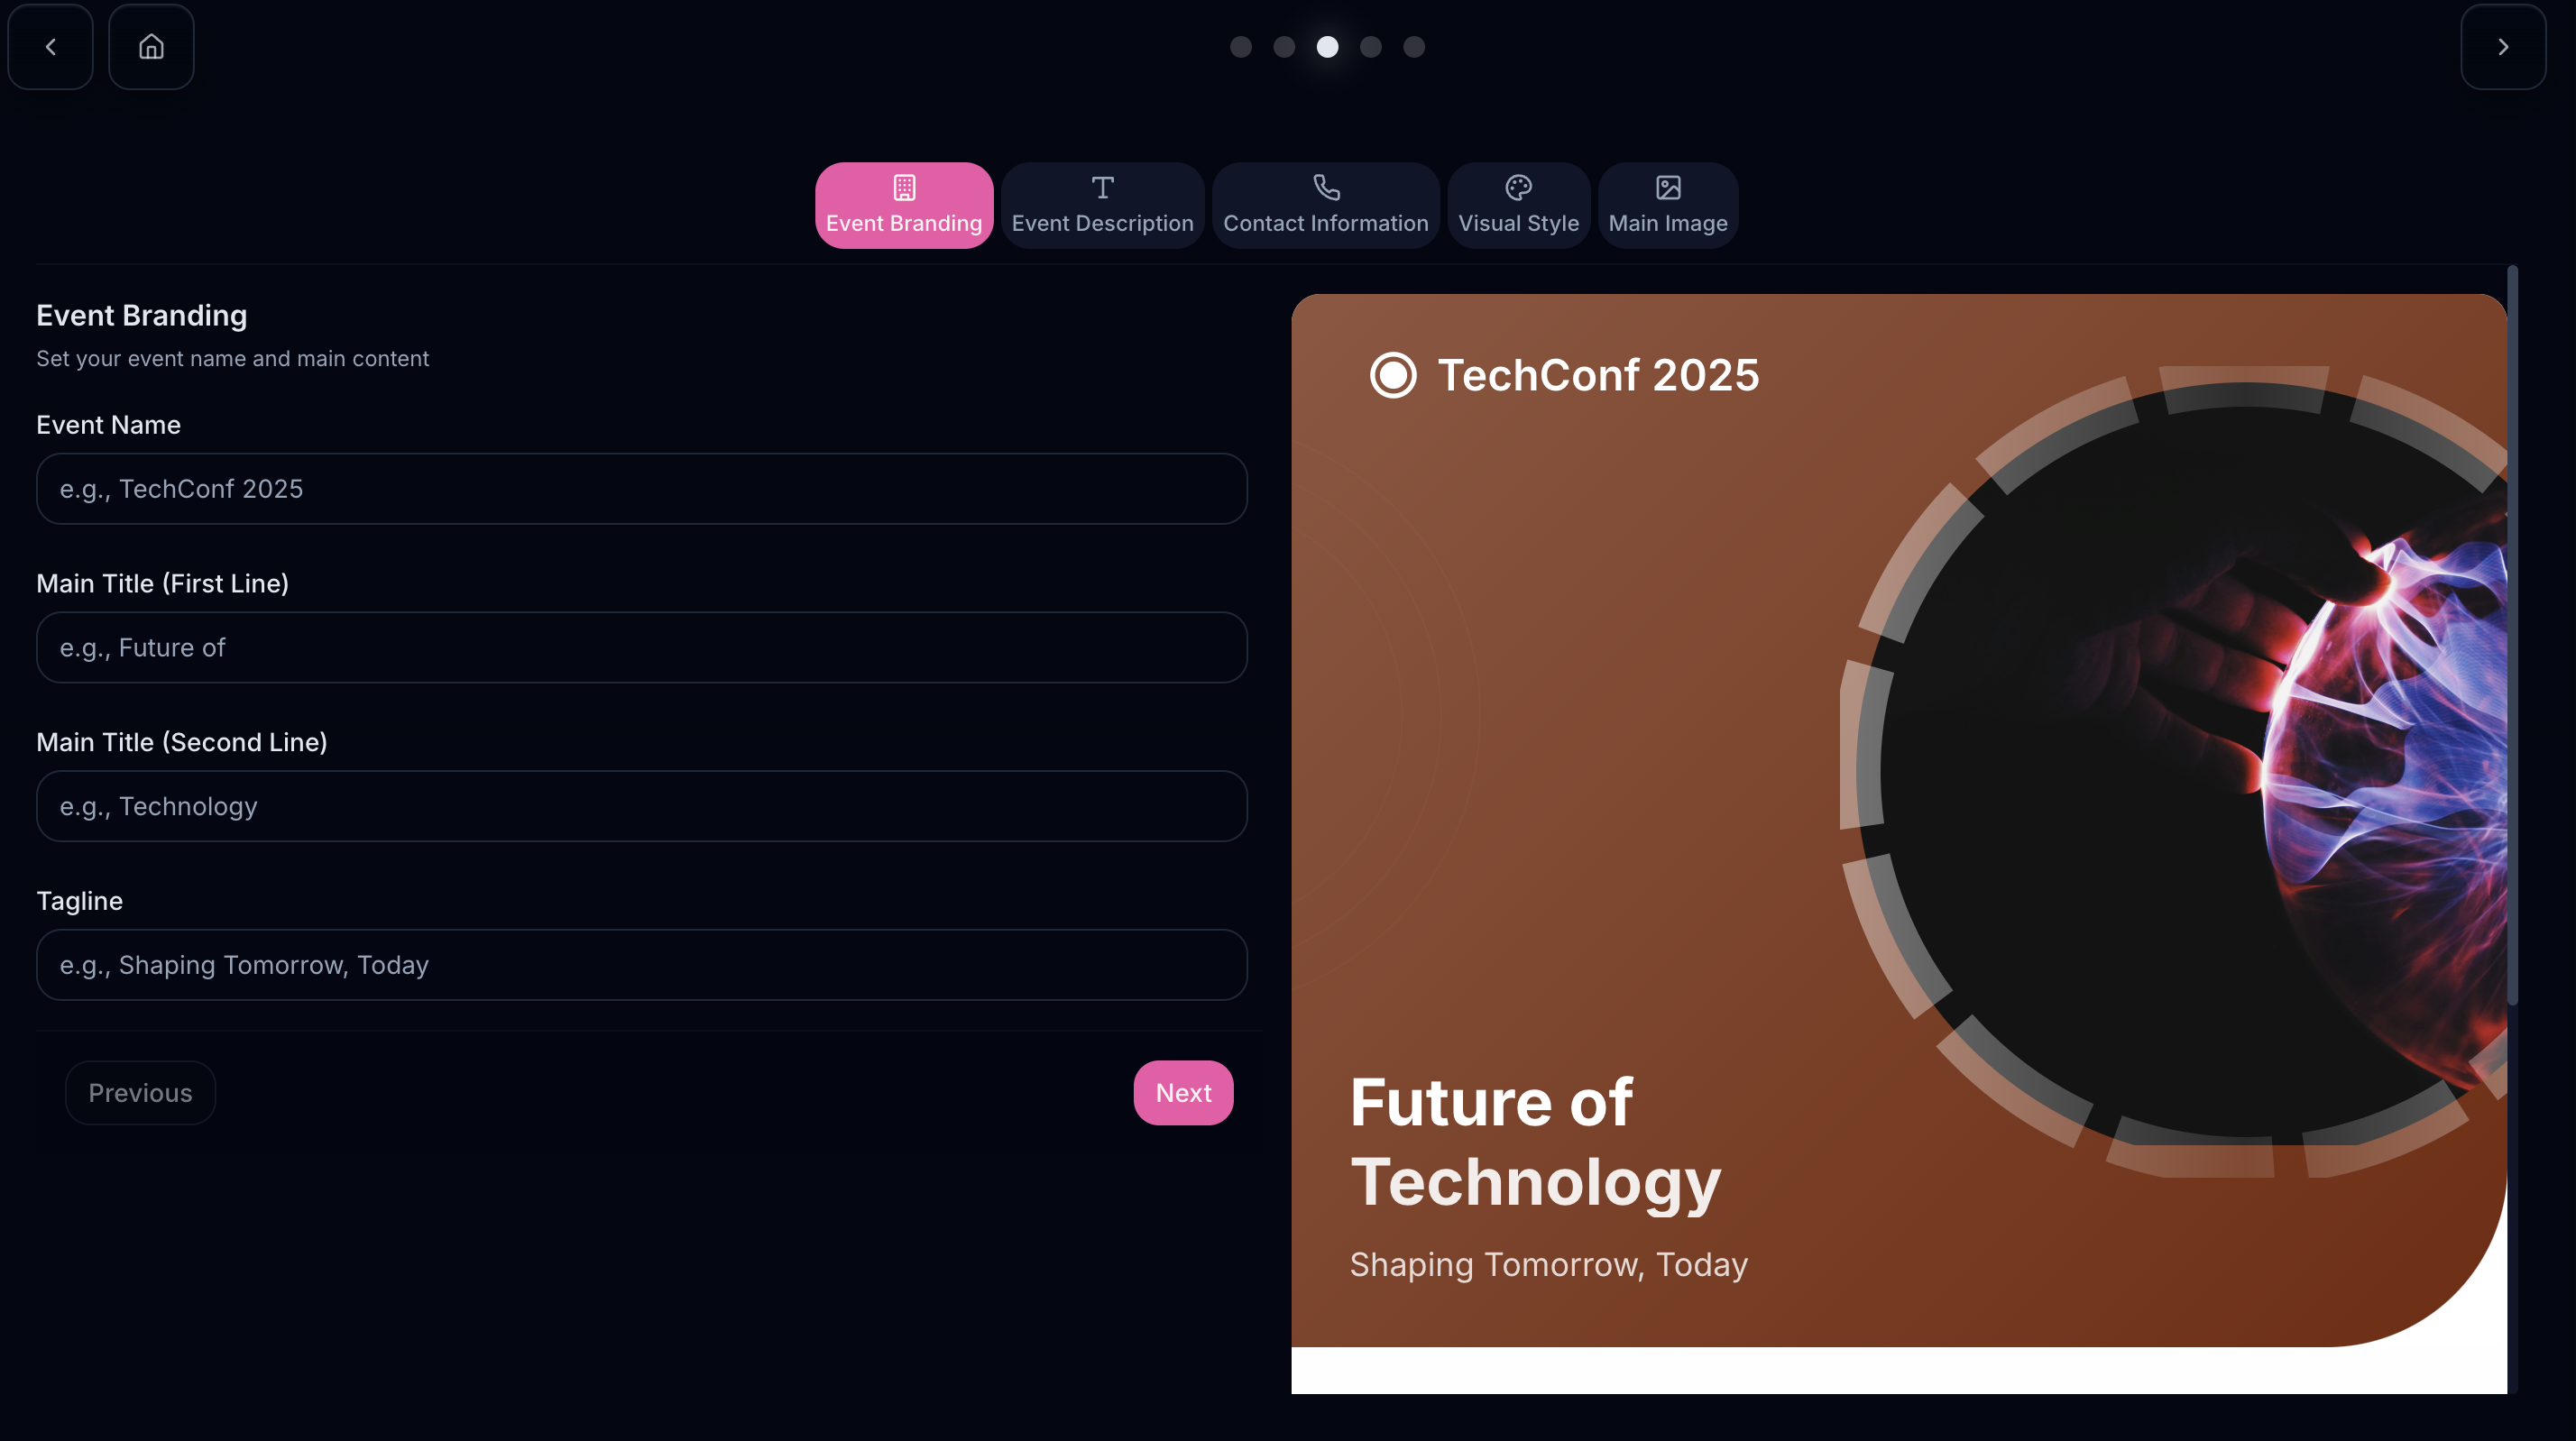 Event Branding
Event Description
Contact Information
Visual Style
Main Image
Event Branding
Set your event name and main content
Event Name
e.g., TechConf 2025
Main Title (First Line)
e.g., Future of
Main Title (Second Line)
e.g., Technology
Tagline
e.g., Shaping Tomorrow, Today
Previous
Next
TechConf 2025
Future of
Technology
Shaping Tomorrow, Today